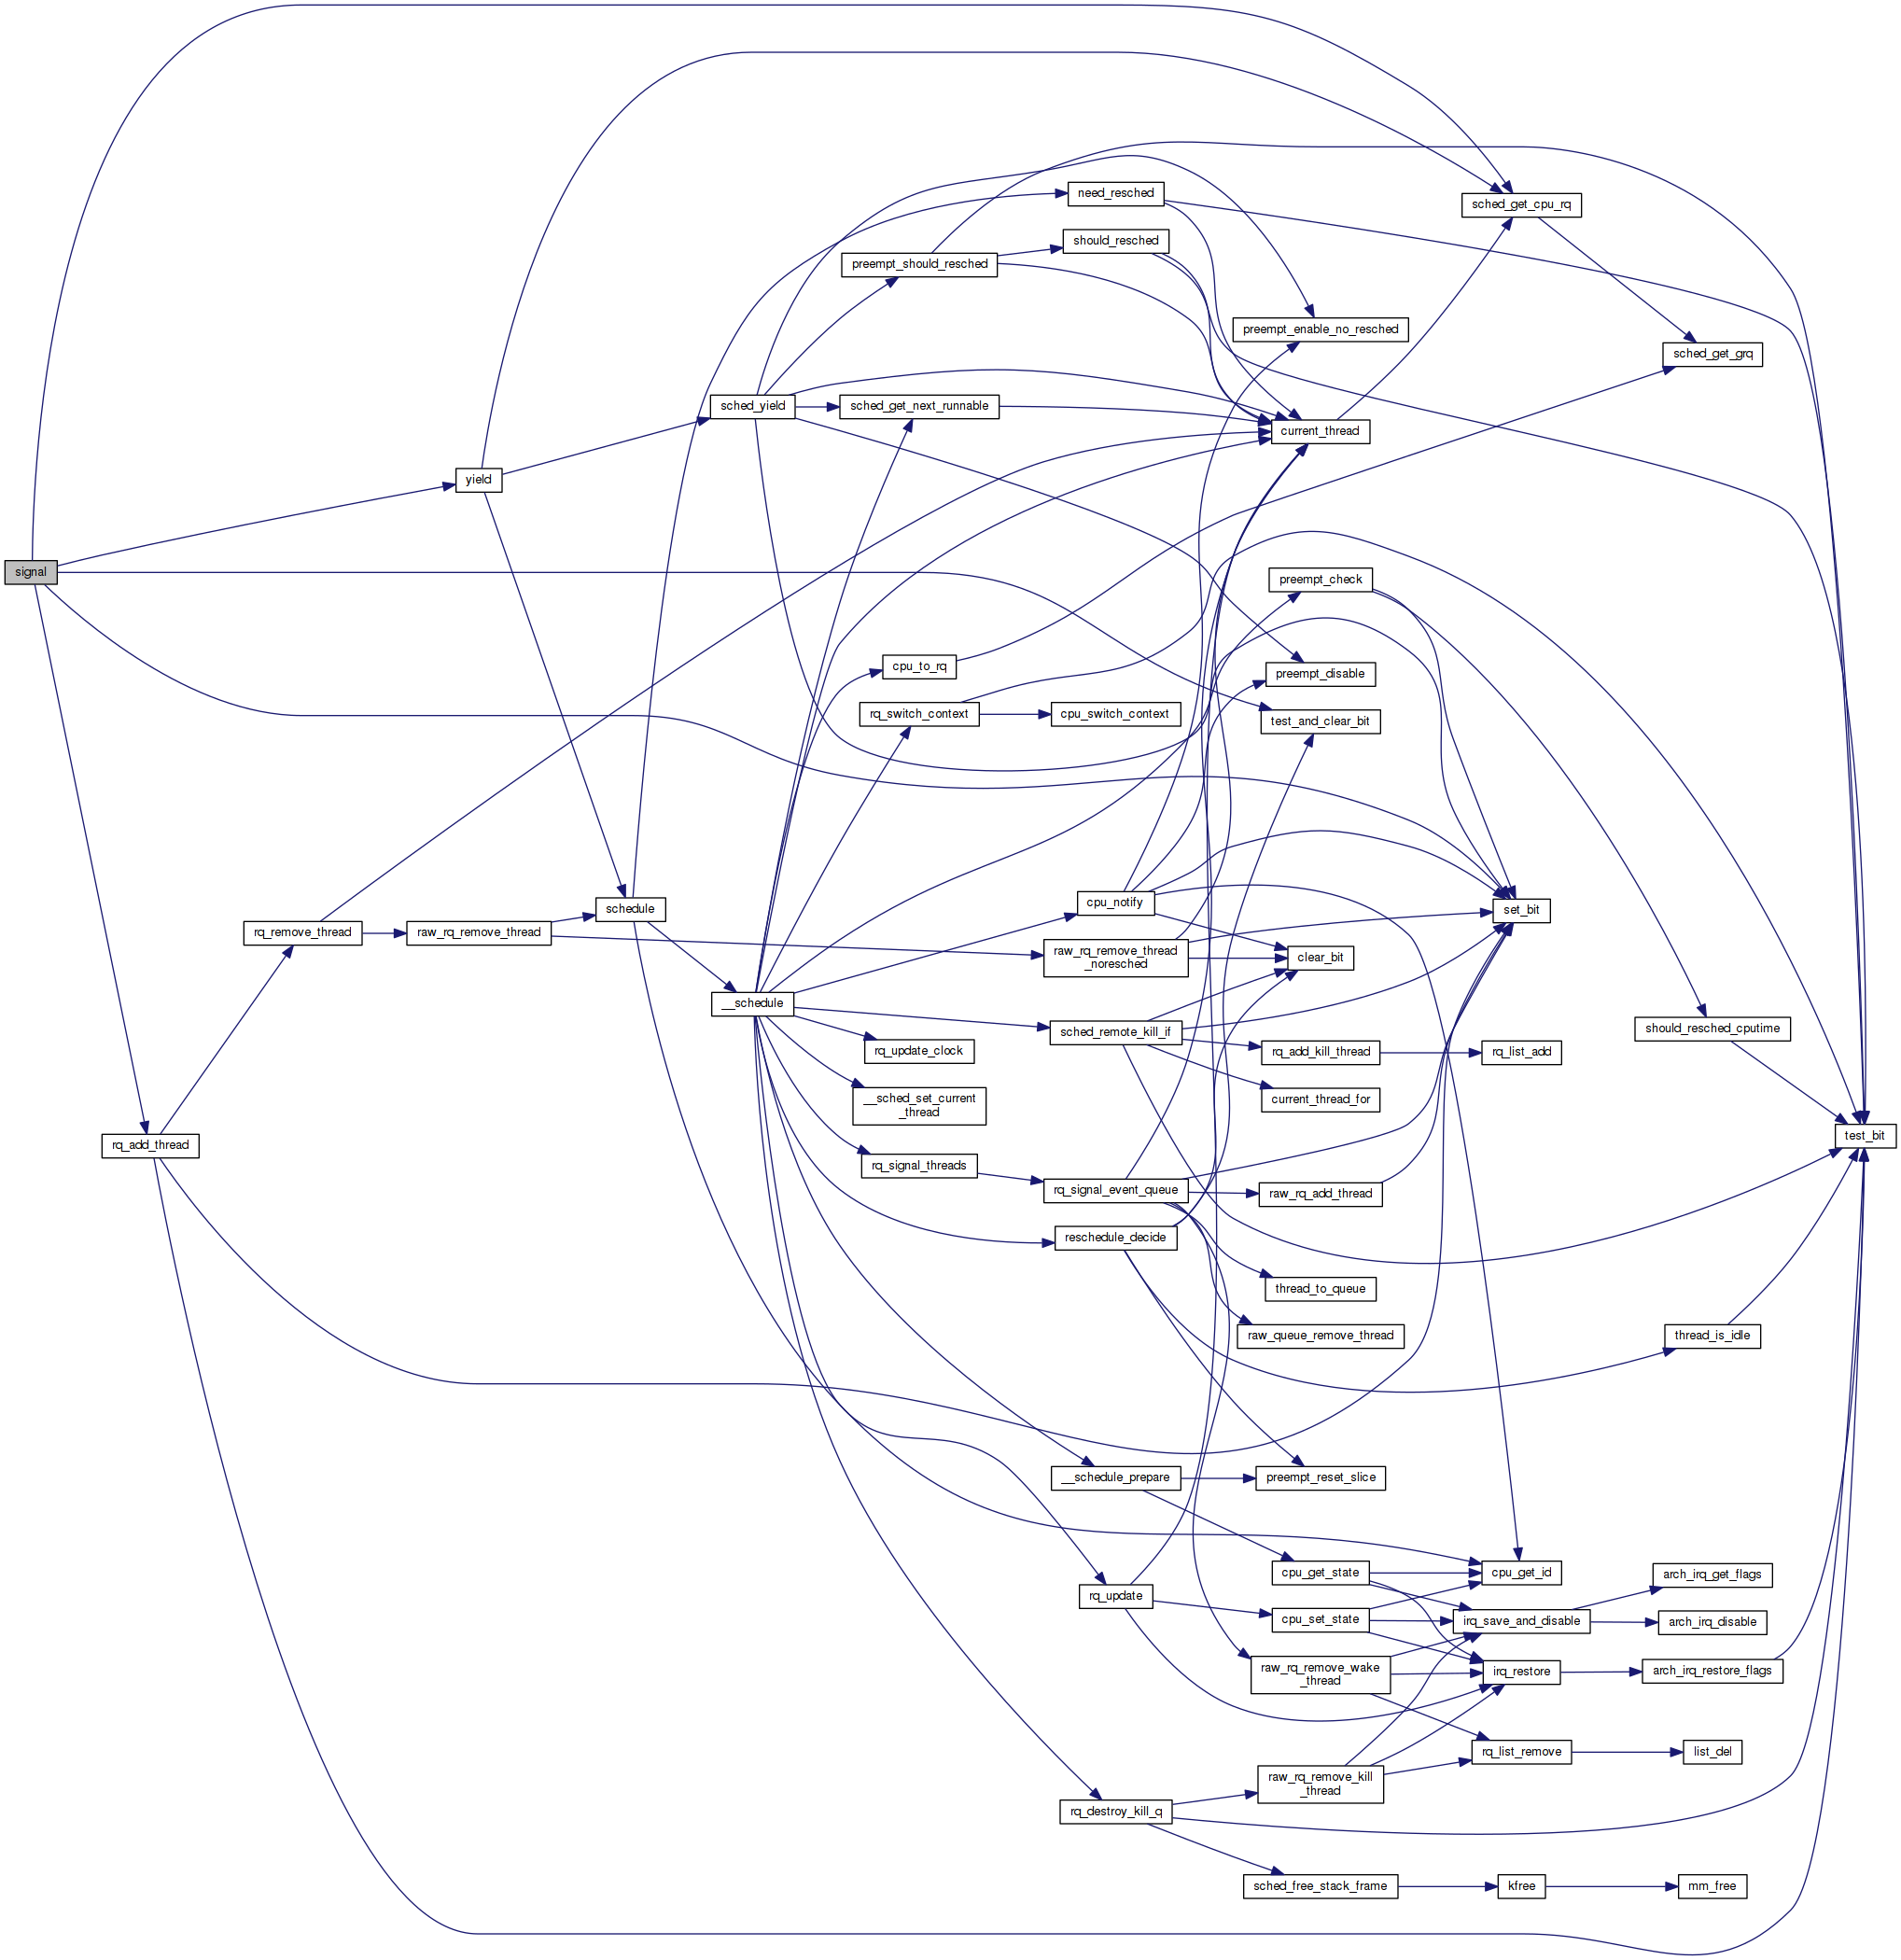 need_resched
sched_get_cpu_rq
should_resched
preempt_should_resched
preempt_enable_no_resched
sched_get_grq
sched_yield
sched_get_next_runnable
current_thread
yield
signal
preempt_check
cpu_to_rq
preempt_disable
rq_switch_context
cpu_switch_context
test_and_clear_bit
cpu_notify
schedule
set_bit
rq_remove_thread
raw_rq_remove_thread
raw_rq_remove_thread
_noresched
clear_bit
__schedule
sched_remote_kill_if
should_resched_cputime
rq_update_clock
rq_add_kill_thread
rq_list_add
__sched_set_current
_thread
current_thread_for
rq_add_thread
test_bit
rq_signal_threads
rq_signal_event_queue
raw_rq_add_thread
reschedule_decide
thread_to_queue
raw_queue_remove_thread
thread_is_idle
__schedule_prepare
preempt_reset_slice
cpu_get_state
cpu_get_id
arch_irq_get_flags
rq_update
cpu_set_state
irq_save_and_disable
arch_irq_disable
raw_rq_remove_wake
_thread
irq_restore
arch_irq_restore_flags
rq_list_remove
list_del
raw_rq_remove_kill
_thread
rq_destroy_kill_q
sched_free_stack_frame
kfree
mm_free